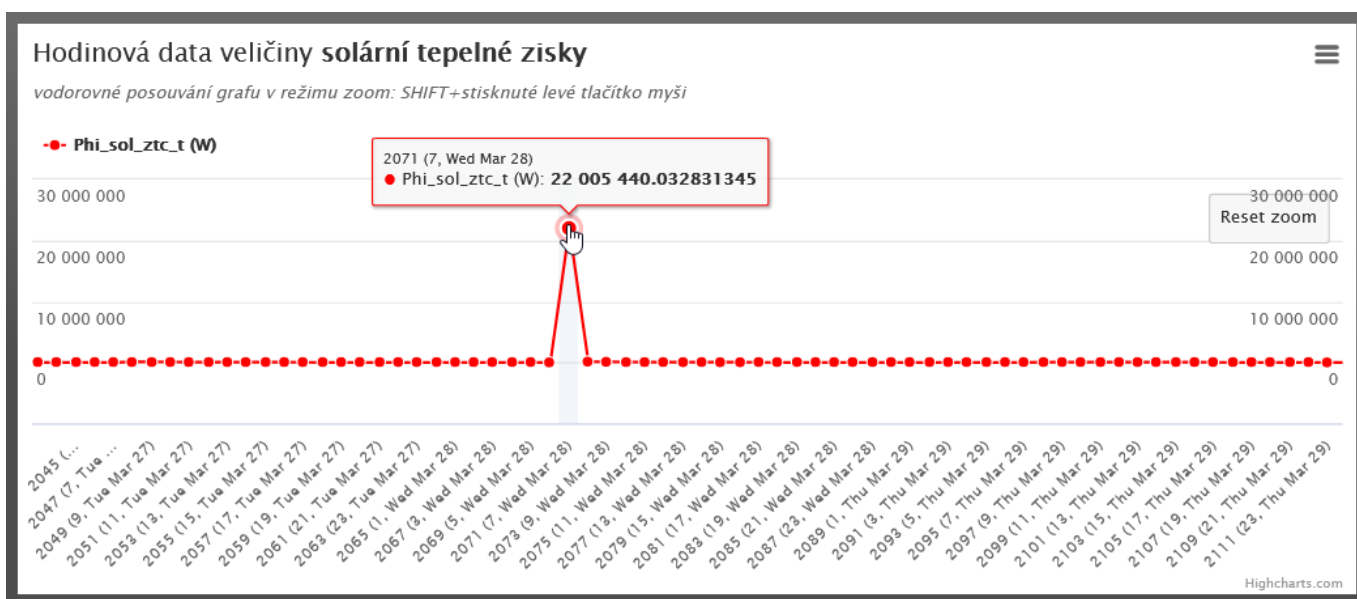 Hodinová data veličiny solární tepelné zisky
vodorovné posouvání grafu v režimu zoom: SHIFT+stisknuté levé tlačítko myši
Phi_sol_ztc_t (W)
2071 (7, Wed Mar 28)
Phi_sol_ztc_t (W): 22 005 440.032831345
30 000 000
30 000 000
Reset zoom
20 000 000
20 000 000
10 000 000
10 000 000
0
0
2045 (...
2047 (7, Tue ...
2049 (9, Tue Mar 27)
2051 (11, Tue Mar 27)
2053 (13, Tue Mar 27)
2055 (15, Tue Mar 27)
2057 (17, Tue Mar 27)
2059 (19, Tue Mar 27)
2061 (21, Tue Mar 27)
2063 (23, Tue Mar 27)
2065 (1, Wed Mar 28)
2067 (3, Wed Mar 28)
2069 (5, Wed Mar 28)
2071 (7, Wed Mar 28)
2073 (9, Wed Mar 28)
2075 (11, Wed Mar 28)
2077 (13, Wed Mar 28)
2079 (15, Wed Mar 28)
2081 (17, Wed Mar 28)
2083 (19, Wed Mar 28)
2085 (21, Wed Mar 28)
2087 (23, Wed Mar 28)
2089 (1, Thu Mar 29)
2091 (3, Thu Mar 29)
2093 (5, Thu Mar 29)
2095 (7, Thu Mar 29)
2097 (9, Thu Mar 29)
2099 (11, Thu Mar 29)
2101 (13, Thu Mar 29)
2103 (15, Thu Mar 29)
2105 (17, Thu Mar 29)
2107 (19, Thu Mar 29)
2109 (21, Thu Mar 29)
2111 (23, Thu Mar 29)
Highcharts.com